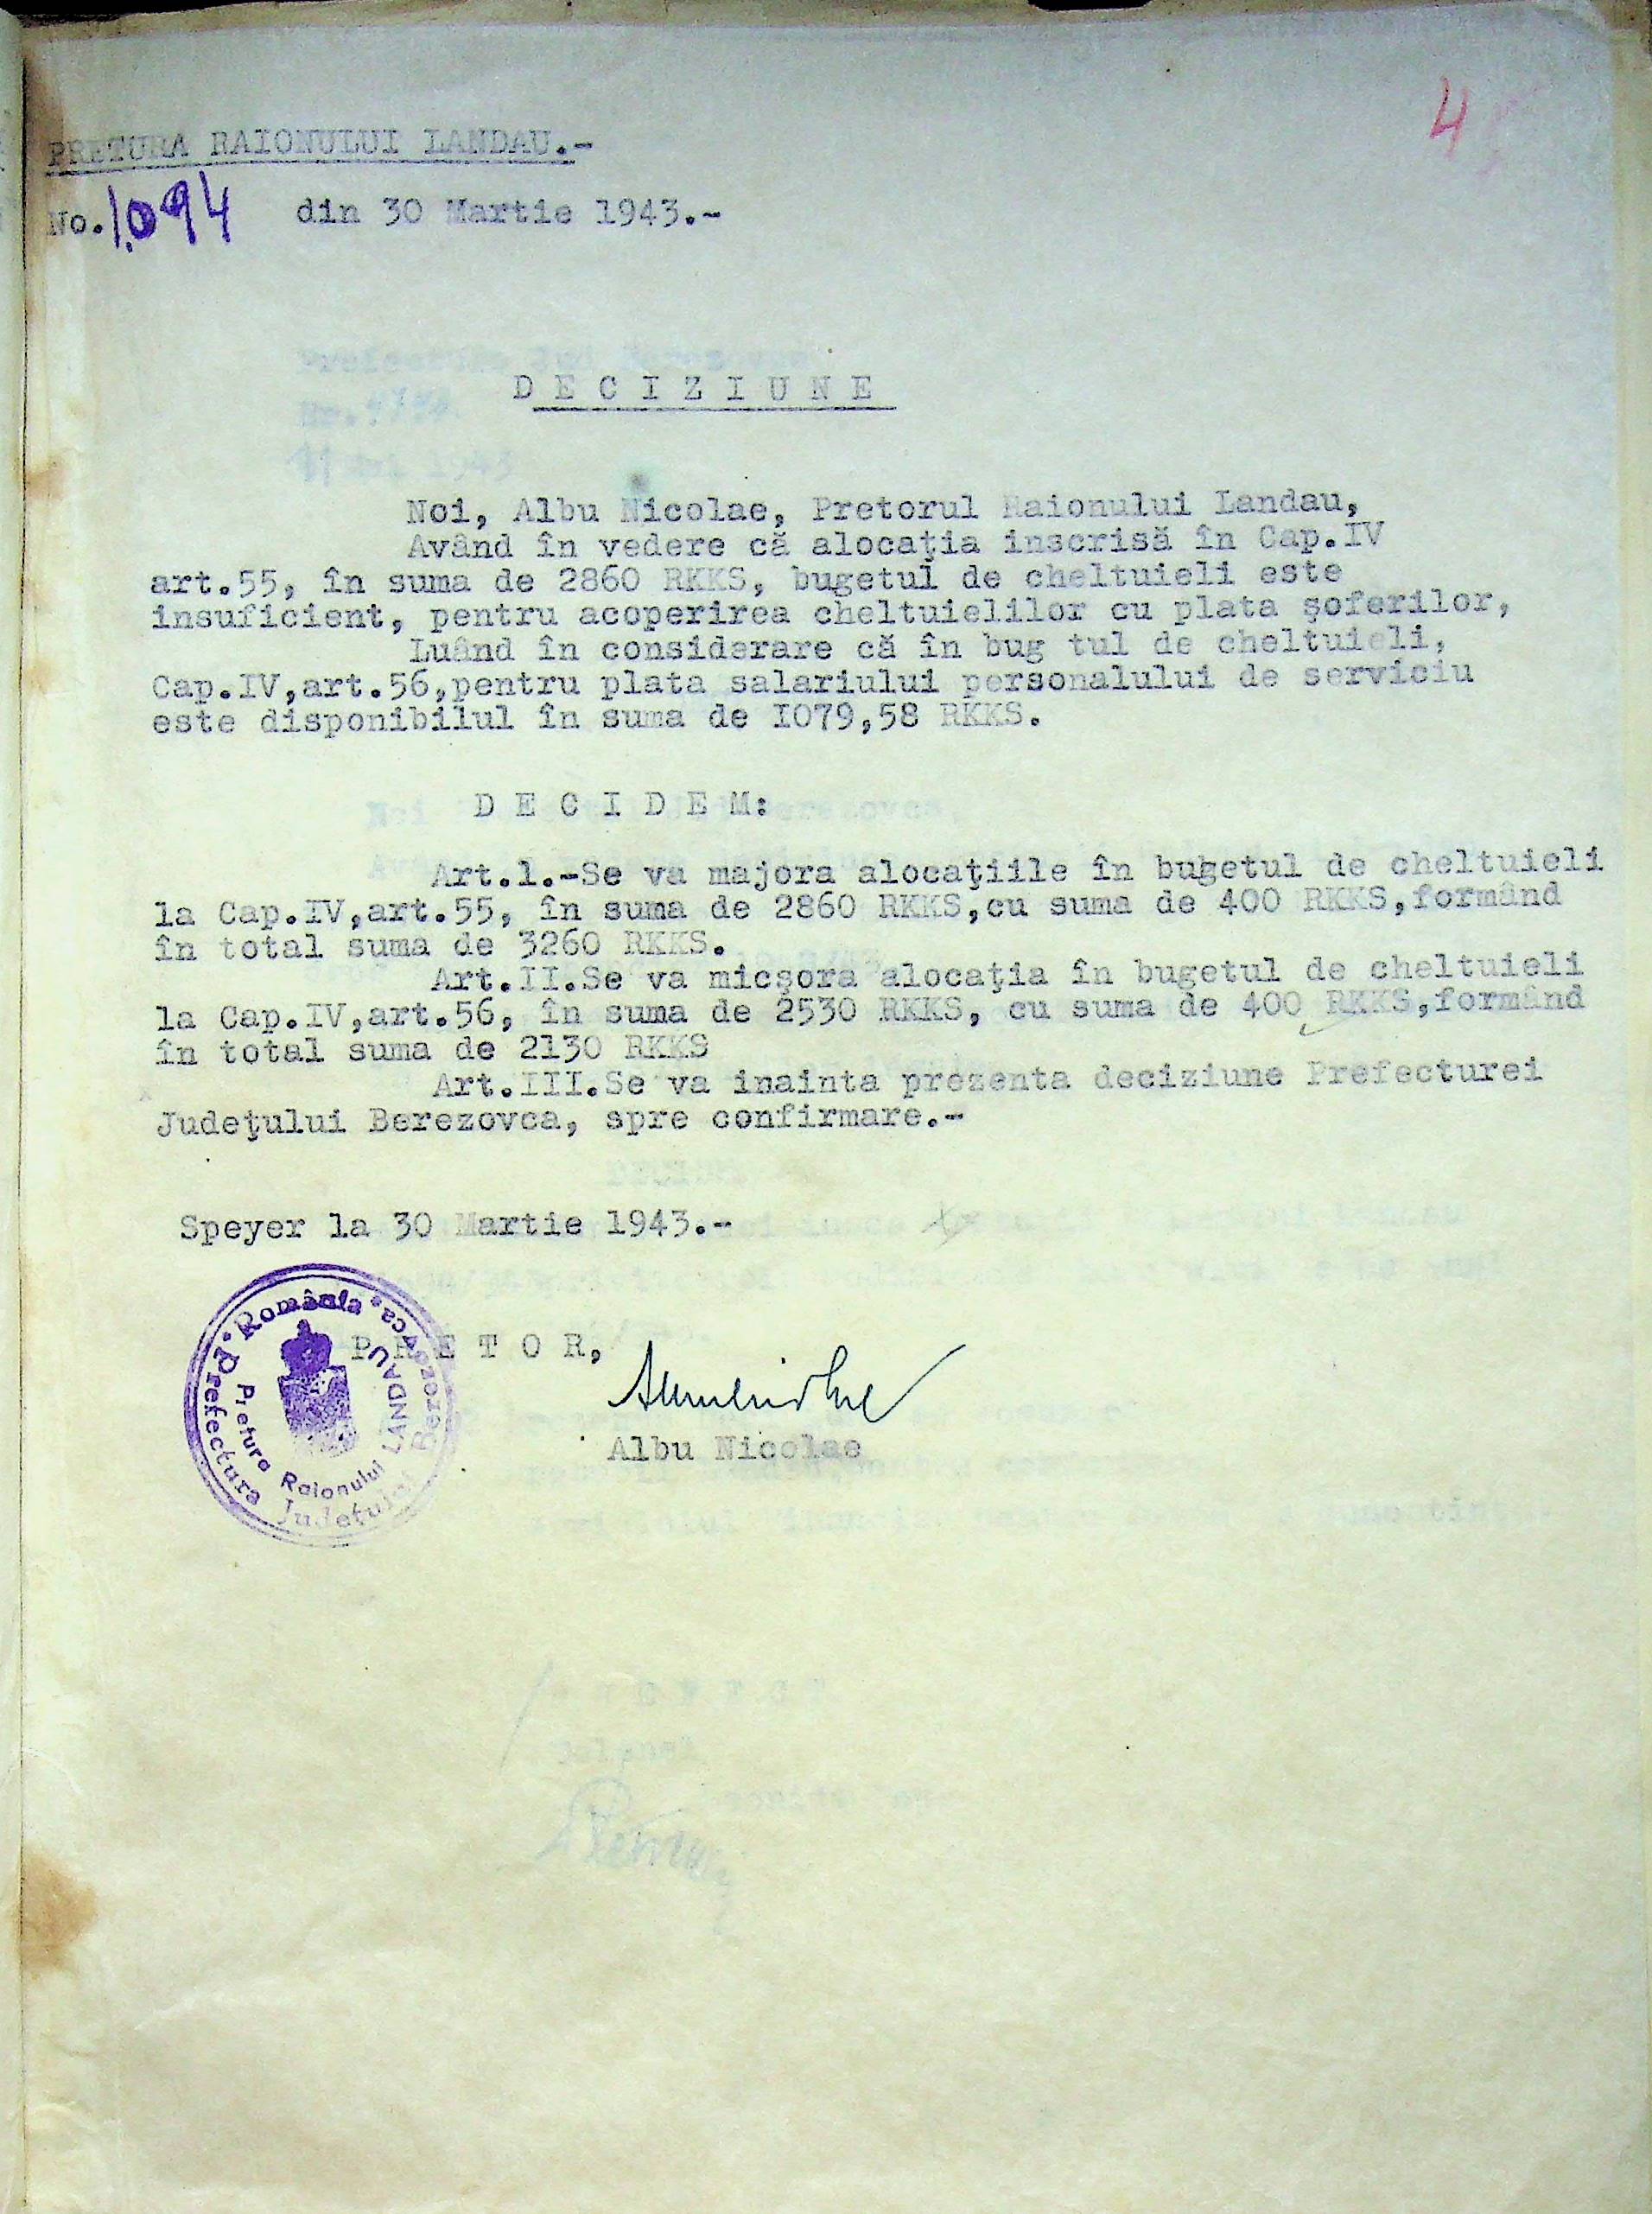 4
PRETURA RAIONULUI LANDAU.-
No.1.094 din 30 Martie 1943.-
D E C I Z I U N E
Noi, Albu Nicolae, Pretorul Raionului Landau,
Având în vedere că alocaţia inscrisă în Cap.IV
art.55, în suma de 2860 RKKS, bugetul de cheltuieli este
insuficient, pentru acoperirea cheltuielilor cu plata şoferilor,
Luând în considerare că în bug tul de cheltuieli,
Cap.IV,art.56,pentru plata salariului personalului de serviciu
este disponibilul în suma de I079,58 RKKS.
D E C I D E M:
Art.1.-Se va majora alocaţiile în bugetul de cheltuieli
la Cap.IV,art.55, în suma de 2860 RKKS,cu suma de 400 RKKS,formând
în total suma de 3260 RKKS.
Art.II.Se va micşora alocaţia în bugetul de cheltuieli
la Cap.IV,art.56, în suma de 2530 RKKS, cu suma de 400 RKKS,formând
în total suma de 2130 RKKS
Art.III.Se va inainta prezenta deciziune Prefecturei
Judeţului Berezovca, spre confirmare.-
Speyer la 30 Martie 1943.-
P R E T O R,
Albu Nicolae
România
Prefectura Judeţului Berezovca
Pretura Raionului LANDAU